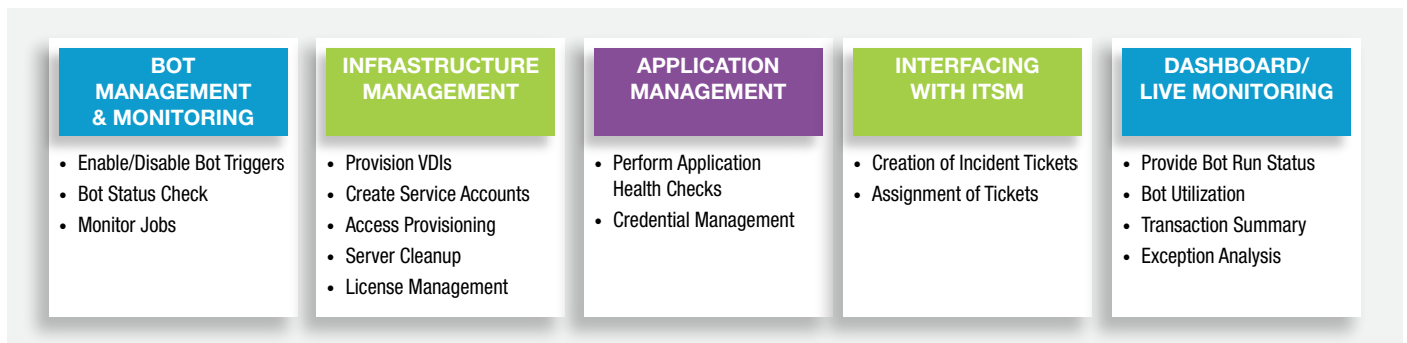 BOT
MANAGEMENT
& MONITORING
• Enable/Disable Bot Triggers
• Bot Status Check
• Monitor Jobs
INFRASTRUCTURE
MANAGEMENT
• Provision VDIs
• Create Service Accounts
• Access Provisioning
• Server Cleanup
• License Management
APPLICATION
MANAGEMENT
• Perform Application
Health Checks
• Credential Management
INTERFACING
WITH ITSM
• Creation of Incident Tickets
• Assignment of Tickets
DASHBOARD/
LIVE MONITORING
• Provide Bot Run Status
• Bot Utilization
• Transaction Summary
• Exception Analysis